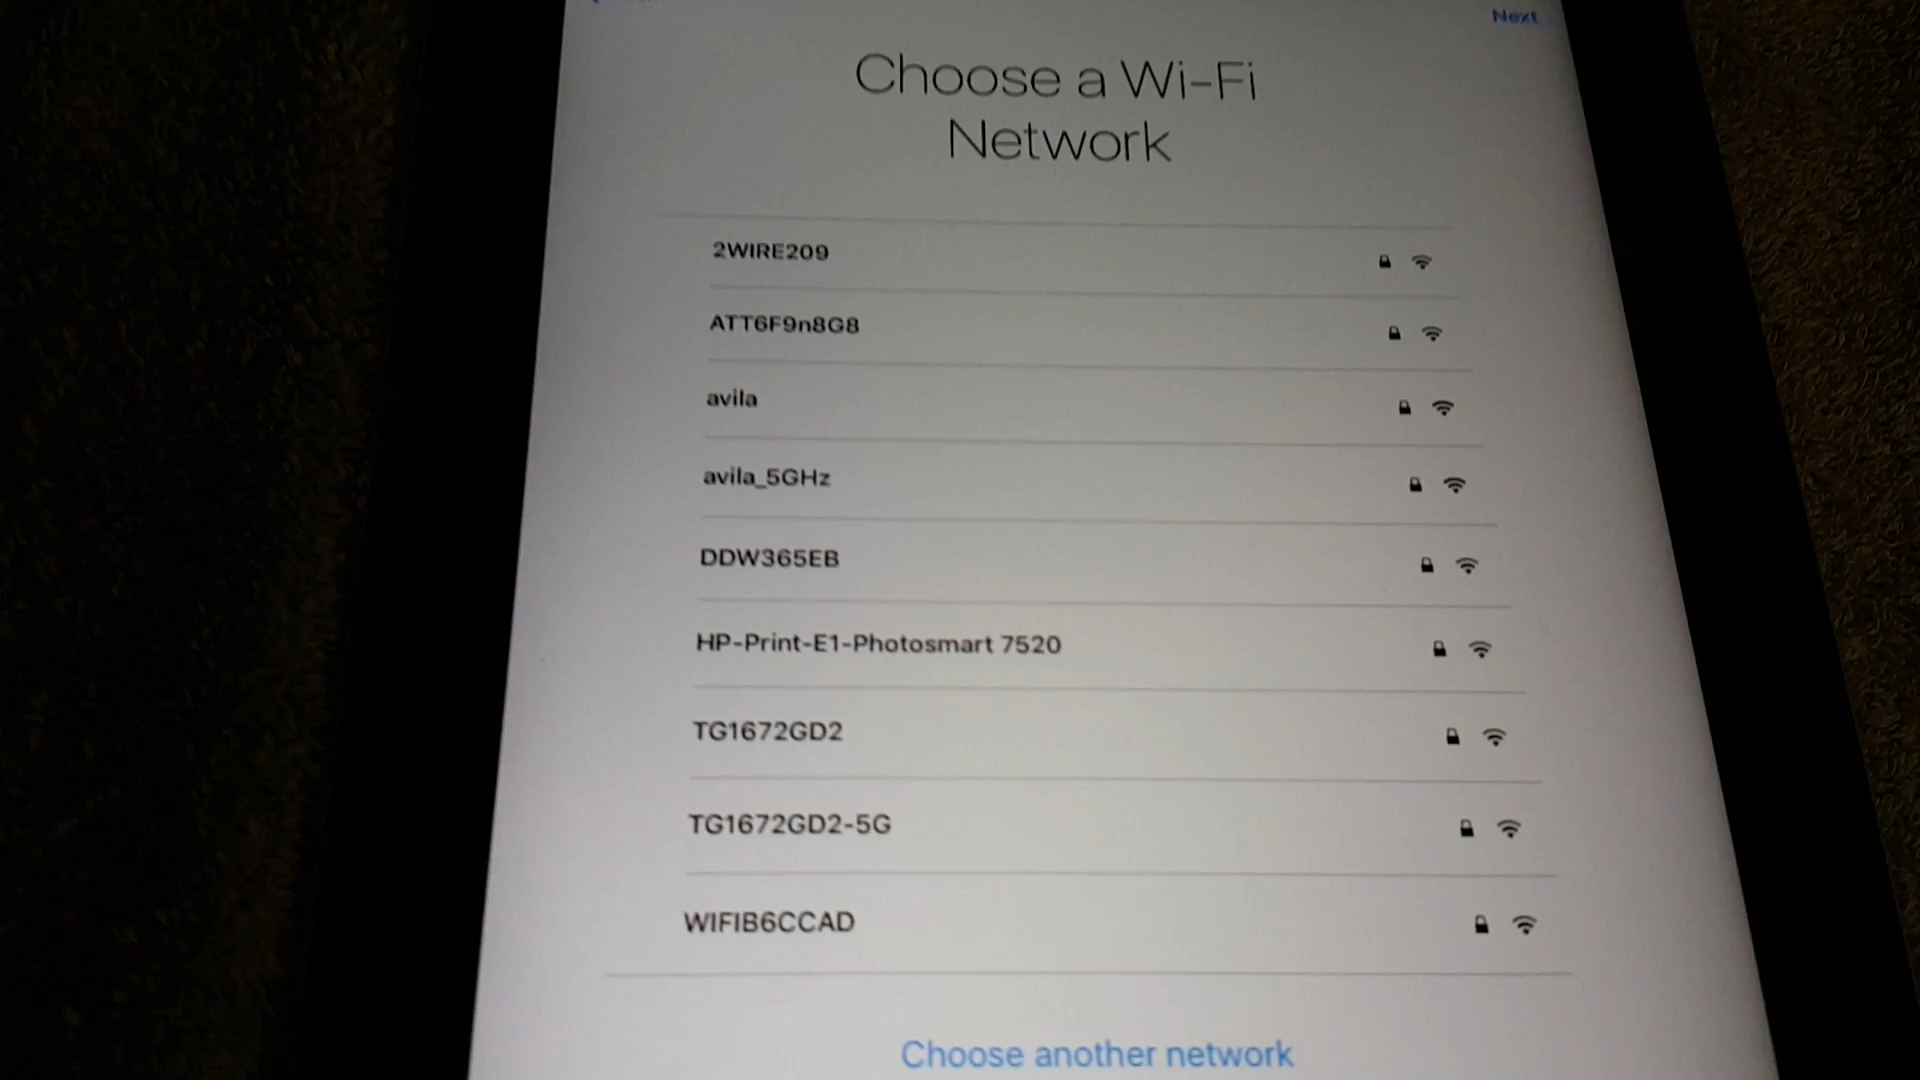 Next
Choose a Wi-Fi
Network
2WIRE209
ATT6F9n8G8
avila
avila_5GHz
DDW365EB
HP-Print-E1-Photosmart 7520
TG1672GD2
TG1672GD2-5G
WIFIB6CCAD
Choose another network